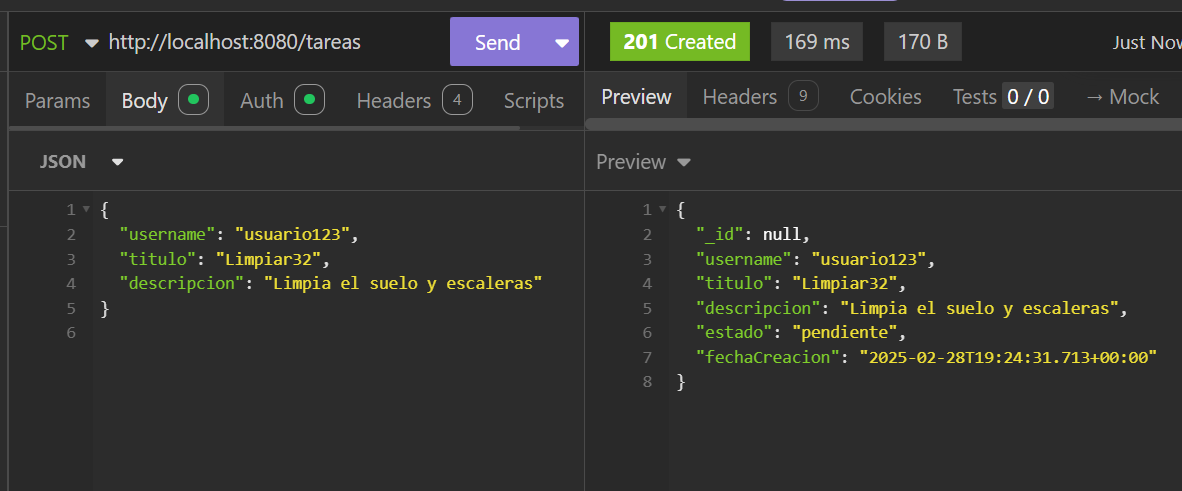 POST http://localhost:8080/tareas Send
201 Created 169 ms 170 B Just Now
Params Body Auth Headers 4 Scripts
Preview Headers 9 Cookies Tests 0 / 0 → Mock
JSON
Preview
1 {
2 "username": "usuario123",
3 "titulo": "Limpiar32",
4 "descripcion": "Limpia el suelo y escaleras"
5 }
6
1 {
2 "_id": null,
3 "username": "usuario123",
4 "titulo": "Limpiar32",
5 "descripcion": "Limpia el suelo y escaleras",
6 "estado": "pendiente",
7 "fechaCreacion": "2025-02-28T19:24:31.713+00:00"
8 }